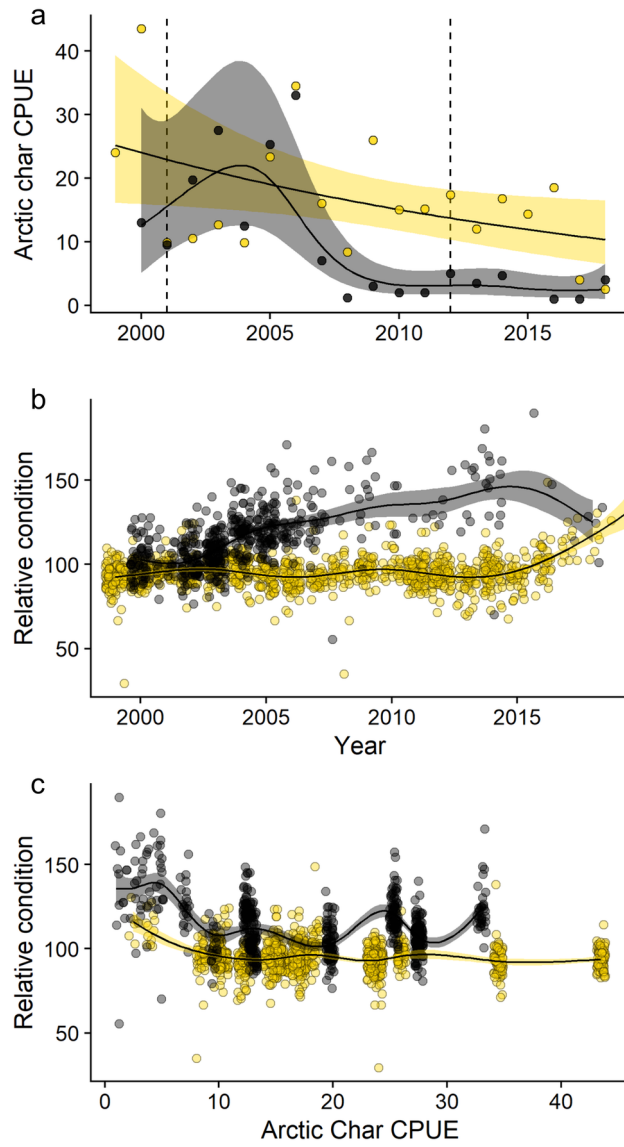 a
Arctic char CPUE
40
30
20
10
0
2000 2005 2010 2015
b
Relative condition
150
100
50
2000 2005 2010 2015
Year
c
Relative condition
150
100
50
0 10 20 30 40
Arctic Char CPUE